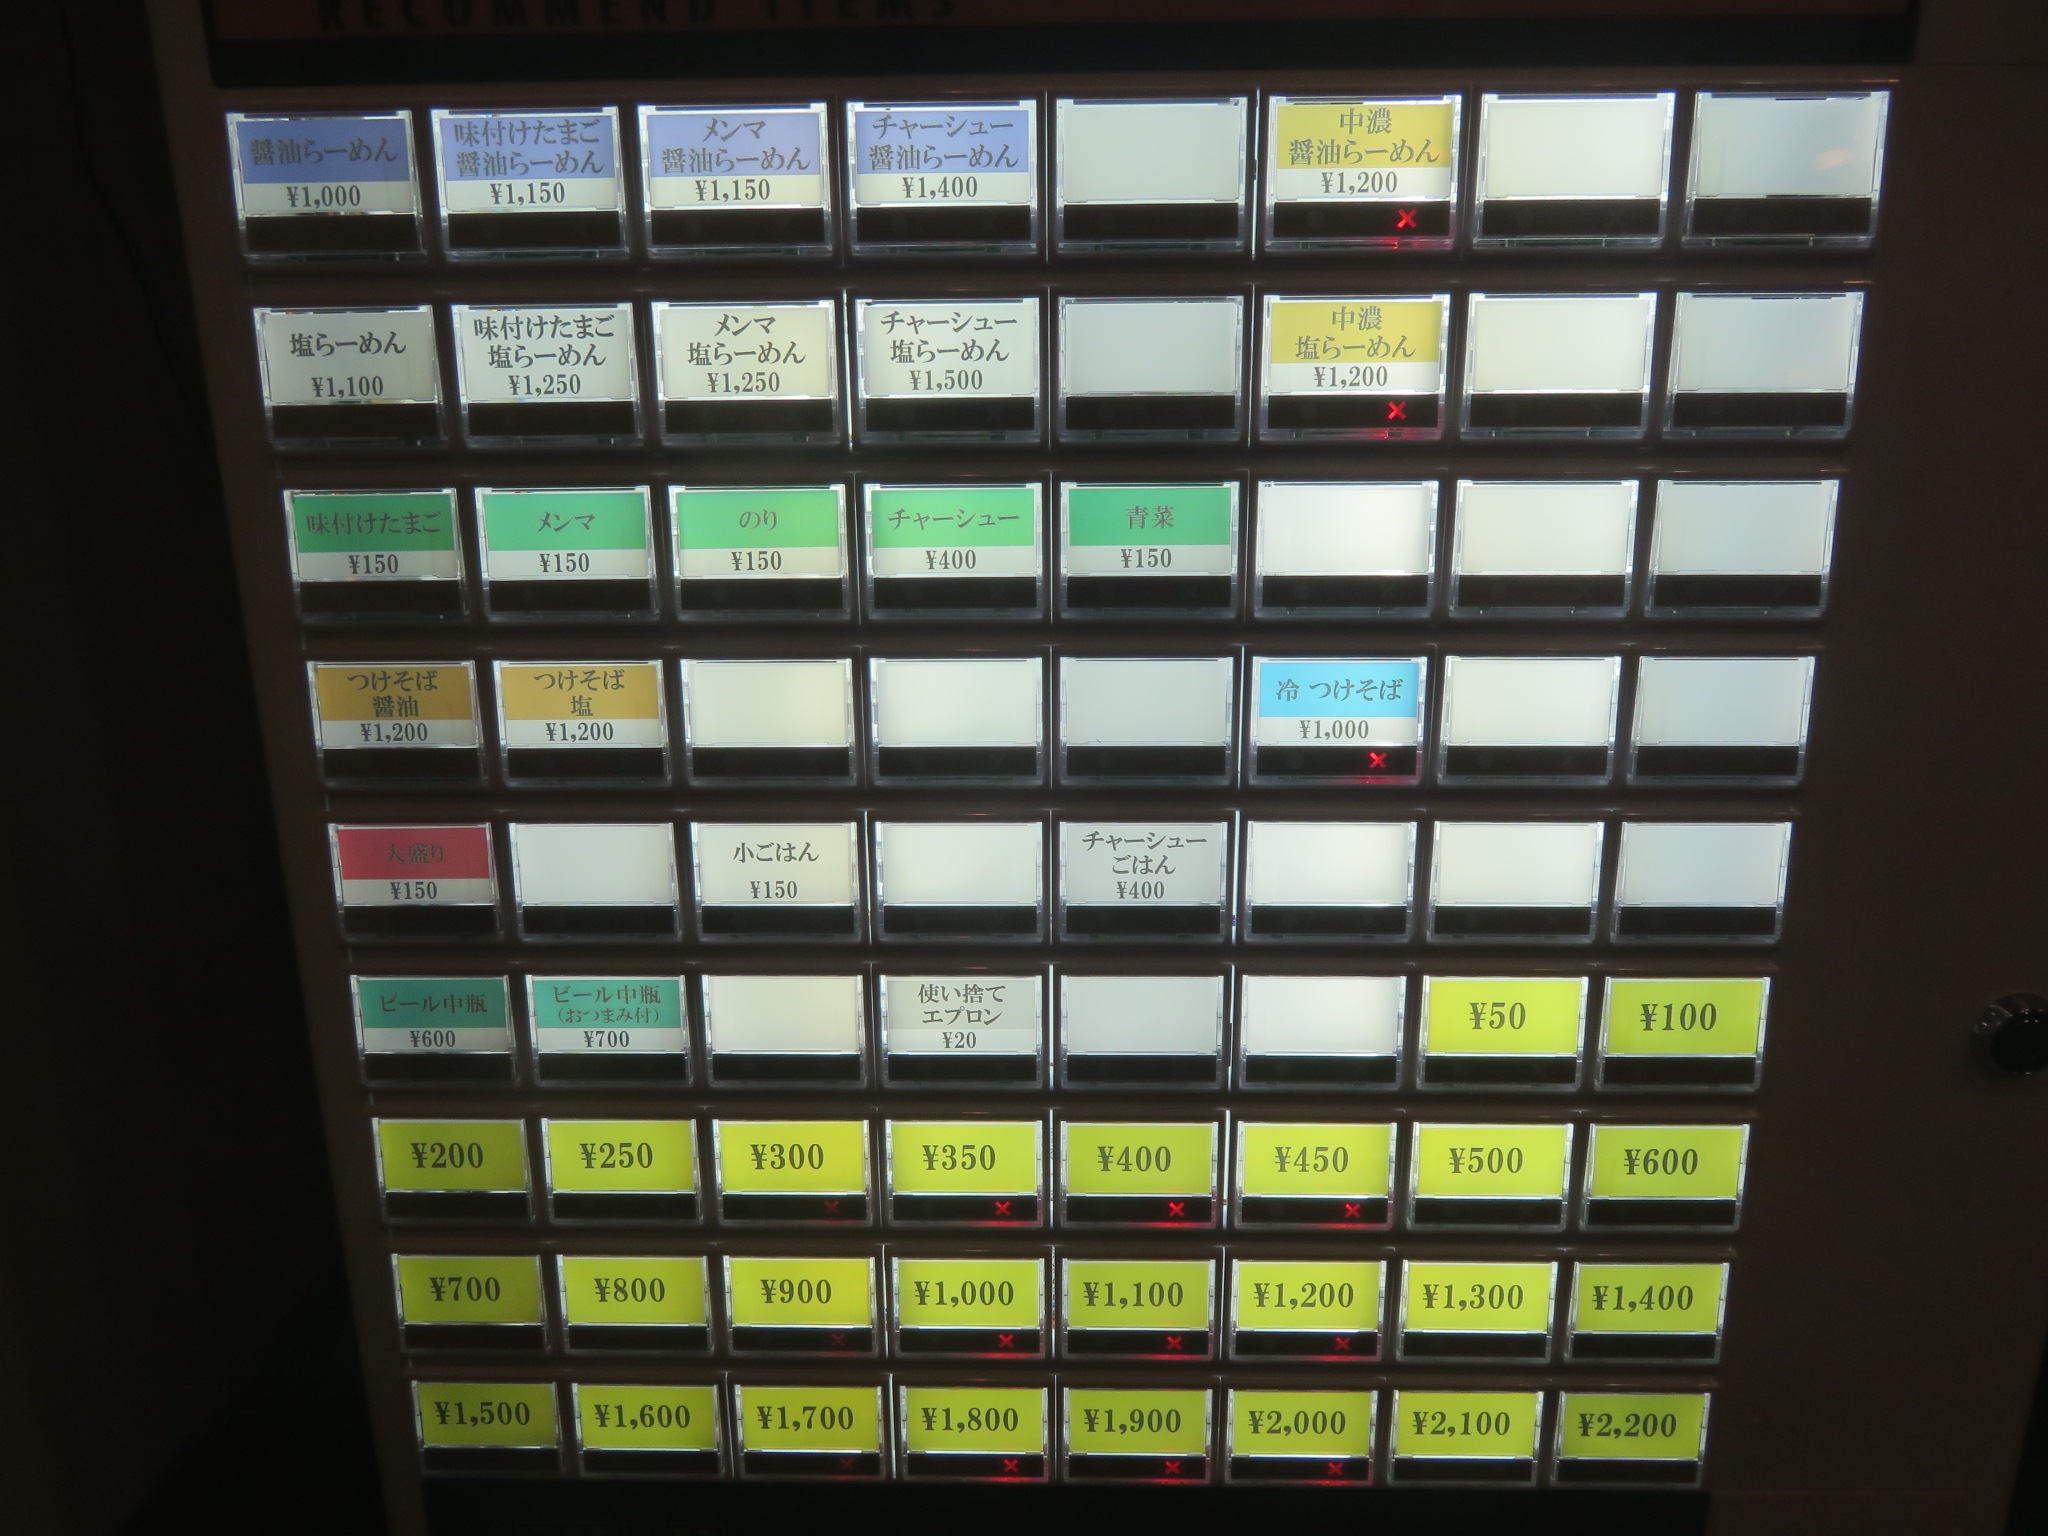 RECOMMEND ITEMS
醤油らーめん
¥1,000
味付けたまご
醤油らーめん
¥1,150
メンマ
醤油らーめん
¥1,150
チャーシュー
醤油らーめん
¥1,400
中濃
醤油らーめん
¥1,200
塩らーめん
¥1,100
味付けたまご
塩らーめん
¥1,250
メンマ
塩らーめん
¥1,250
チャーシュー
塩らーめん
¥1,500
中濃
塩らーめん
¥1,200
味付けたまご
¥150
メンマ
¥150
のり
¥150
チャーシュー
¥400
青菜
¥150
つけそば
醤油
¥1,200
つけそば
塩
¥1,200
冷 つけそば
¥1,000
大盛り
¥150
小ごはん
¥150
チャーシュー
ごはん
¥400
ビール中瓶
¥600
ビール中瓶
(おつまみ付)
¥700
使い捨て
エプロン
¥20
¥50
¥100
¥200
¥250
¥300
¥350
¥400
¥450
¥500
¥600
¥700
¥800
¥900
¥1,000
¥1,100
¥1,200
¥1,300
¥1,400
¥1,500
¥1,600
¥1,700
¥1,800
¥1,900
¥2,000
¥2,100
¥2,200